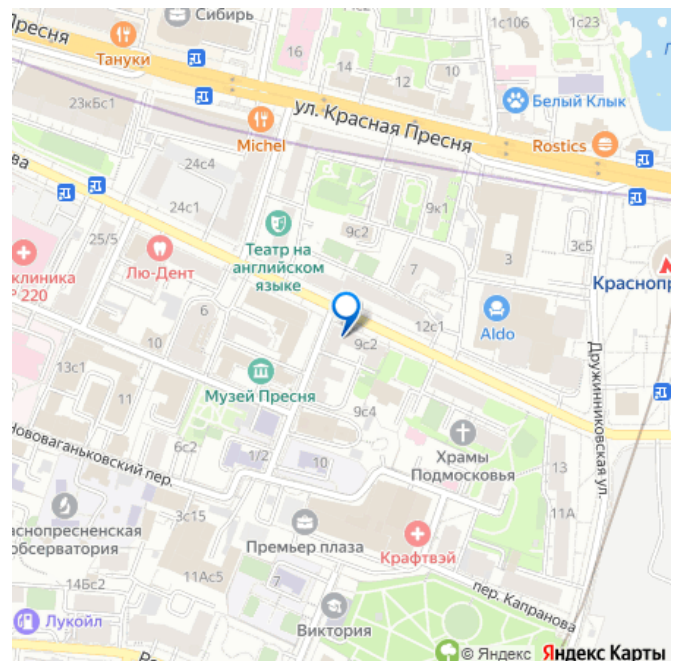 Пресня
Сибирь
Тануки
16
14с2
14
12
10
1с106
1с23
23кБс1
Белый Клык
ул. Красная Пресня
Michel
Rostics
ова
24с4
24с1
9к1
9с2
25/5
Театр на
английском
языке
Лю-Дент
7
3
3с5
клиника
Р 220
Краснопр
6
12с1
Aldo
10
9с2
13с1
11
Музей Пресня
Дружинниковская ул.
9с4
Нововаганьковский пер.
6с2
1/2
10
Храмы
Подмосковья
13
11А
3с15
аснопресненская
обсерватория
Премьер плаза
Крафтвэй
11Ас5
14Бс2
7
пер. Капранова
Лукойл
Виктория
© Яндекс Яндекс Карты